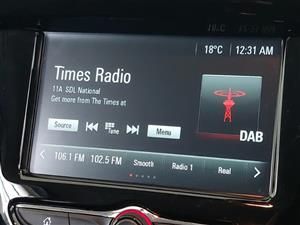 18°C 12:31 AM
Times Radio
11A SDL National
Get more from The Times at
Source
Tune
Menu
DAB
106.1 FM 102.5 FM Smooth Radio 1 Real